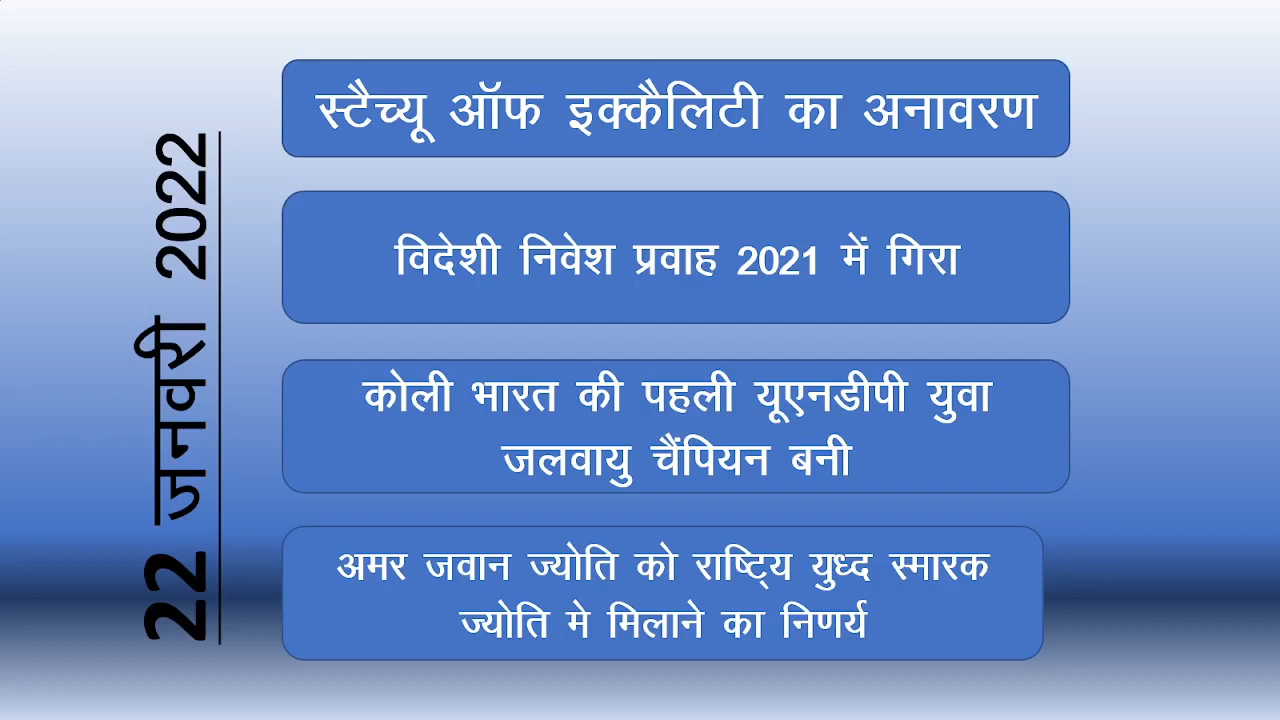 22 जनवरी 2022
स्टैच्यू ऑफ इक्कैलिटी का अनावरण
विदेशी निवेश प्रवाह 2021 में गिरा
कोली भारत की पहली यूएनडीपी युवा
जलवायु चैंपियन बनी
अमर जवान ज्योति को राष्ट्यि युध्द स्मारक
ज्योति मे मिलाने का निणर्य